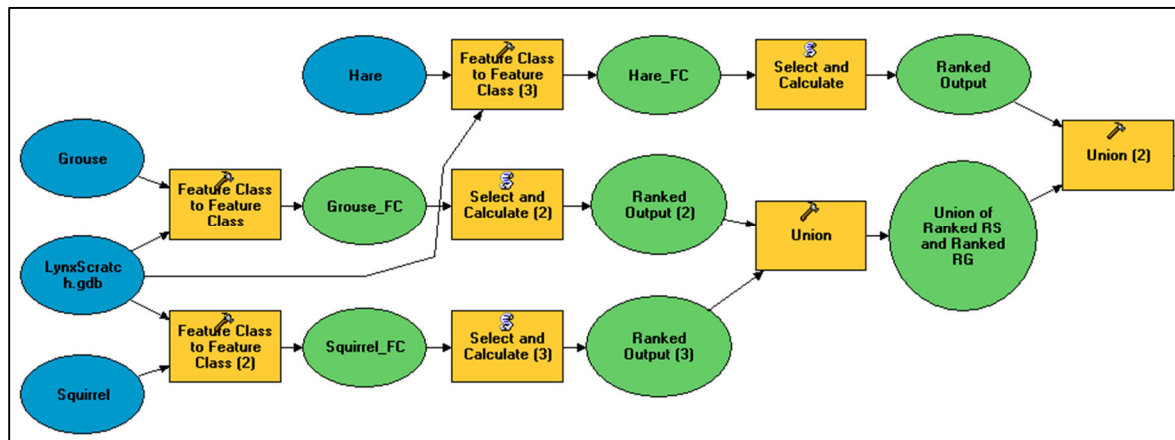 Hare
Feature Class
to Feature
Class (3)
Hare_FC
Select and
Calculate
Ranked
Output
Union (2)
Grouse
Feature Class
to Feature
Class
Grouse_FC
Select and
Calculate (2)
Ranked
Output (2)
Union
Union of
Ranked RS
and Ranked
RG
LynxScratc
h.gdb
Feature Class
to Feature
Class (2)
Squirrel_FC
Select and
Calculate (3)
Ranked
Output (3)
Squirrel